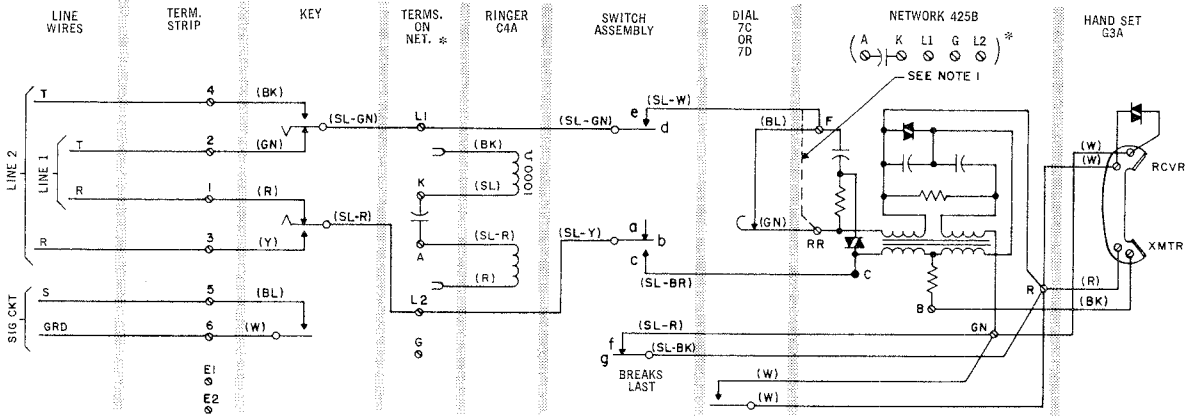 LINE WIRES
TERM. STRIP
KEY
TERMS. ON NET. *
RINGER C4A
SWITCH ASSEMBLY
DIAL 7C OR 7D
NETWORK 425B
HAND SET G3A
( A K L1 G L2 ) *
SEE NOTE 1
LINE 2
LINE 1
T 4 (BK)
(SL-GN) L1 (SL-GN)
e (SL-W)
d
(BL) F
T 2 (GN)
(BK)
1000 Ω
(W)
(W)
RCVR
R 1 (R)
K (SL)
(SL-R)
A (SL-R)
(SL-Y)
a
b
c
(GN)
RR
R 3 (Y)
(R)
(SL-BR)
C
XMTR
SIG CKT
S 5 (BL)
L2
B
R (R)
(BK)
GRD 6 (W)
G
f (SL-R)
GN
g (SL-BK)
BREAKS LAST
E1
(W)
E2
(W)